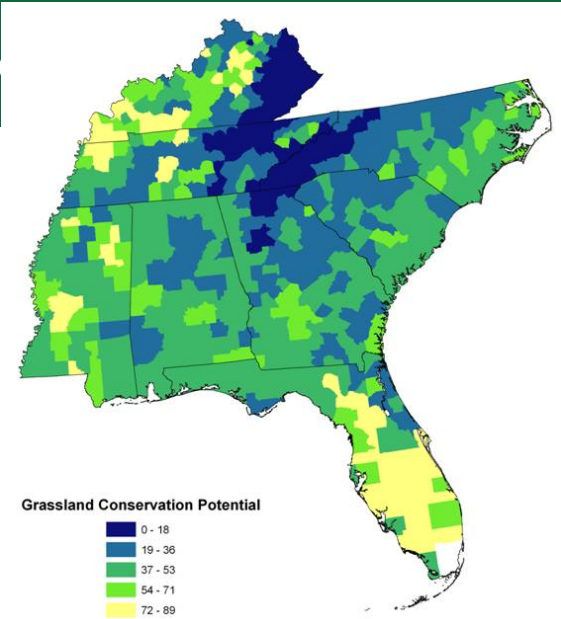 Grassland Conservation Potential
0 - 18
19 - 36
37 - 53
54 - 71
72 - 89